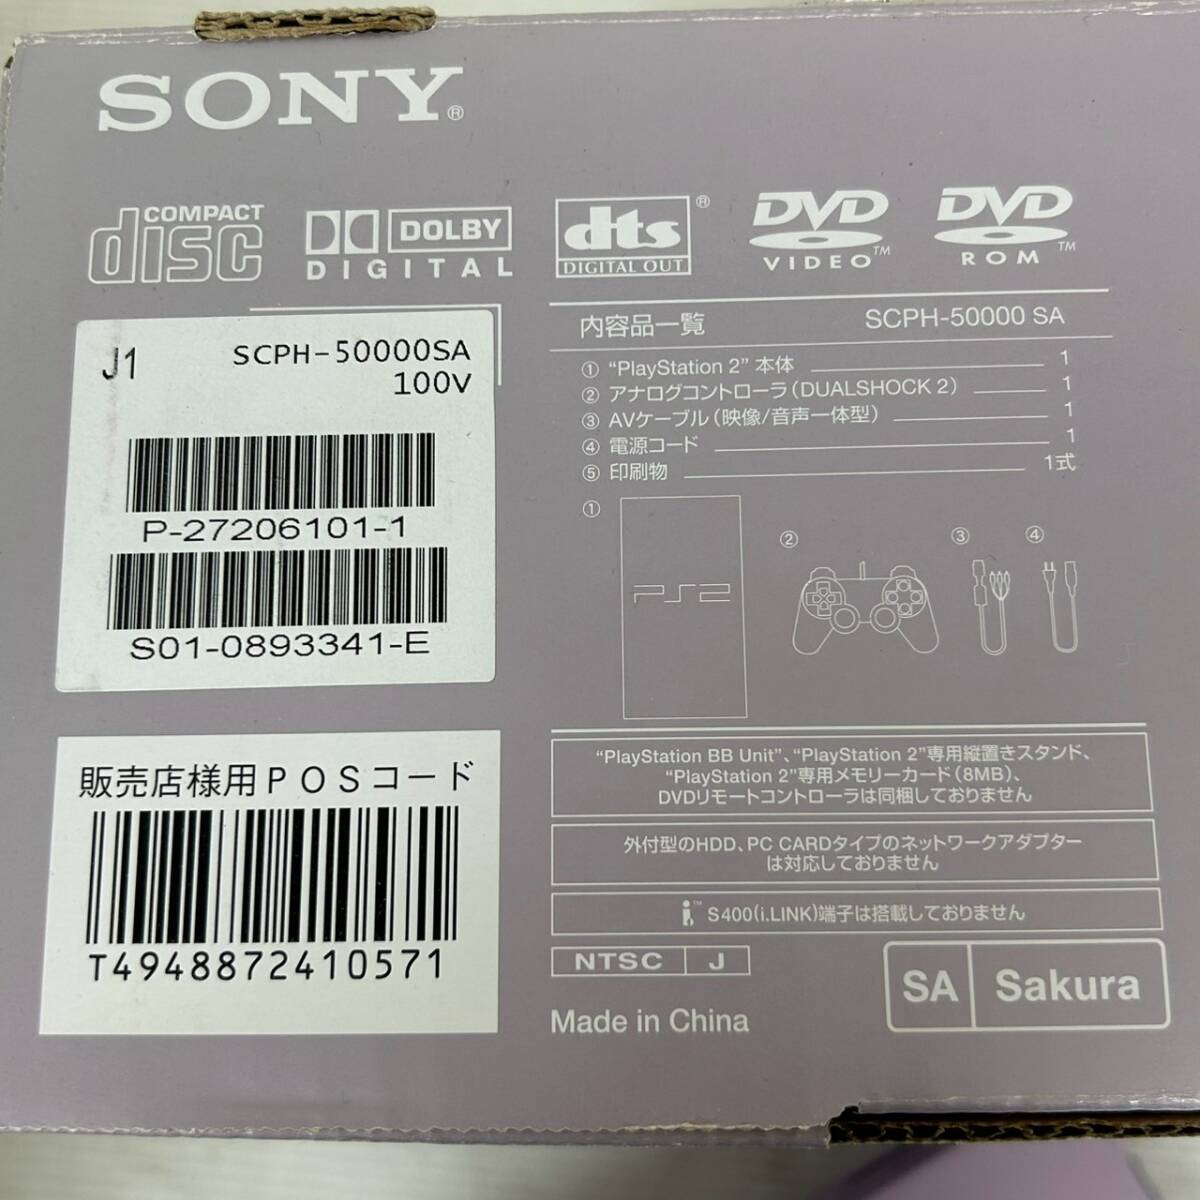 SONY®
COMPACT
disc
DOLBY
DIGITAL
dts®
DIGITAL OUT
DVD
VIDEO™
DVD
ROM™
J1
SCPH-50000SA
100V
P-27206101-1
S01-0893341-E
販売店様用POSコード
T4948872410571
内容品一覧 SCPH-50000 SA
① “PlayStation 2” 本体 1
② アナログコントローラ(DUALSHOCK 2) 1
③ AVケーブル(映像/音声一体型) 1
④ 電源コード 1
⑤ 印刷物 1式
①
PS2
②
③
④
“PlayStation BB Unit”、“PlayStation 2”専用縦置きスタンド、
“PlayStation 2”専用メモリーカード(8MB)、
DVDリモートコントローラは同梱しておりません
外付型のHDD、PC CARDタイプのネットワークアダプター
は対応しておりません
i™ S400(i.LINK)端子は搭載しておりません
NTSC J
Made in China
SA Sakura